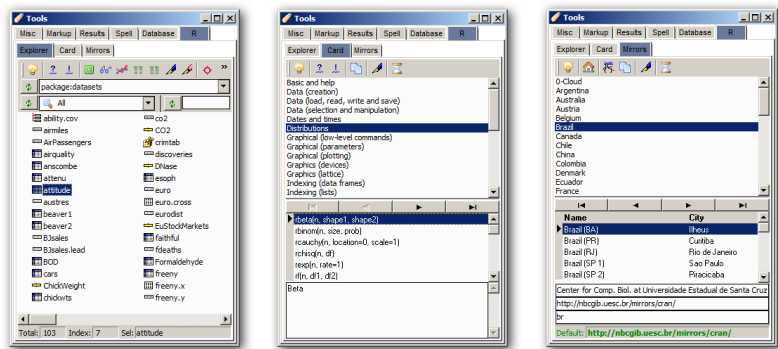 Tools
Misc Markup Results Spell Database R
Explorer Card Mirrors
package:datasets
All
ability.cov co2
airmiles CO2
AirPassengers crimtab
airquality discoveries
anscombe DNase
attenu esoph
attitude euro
austres euro.cross
beaver1 eurodist
beaver2 EuStockMarkets
BJsales faithful
BJsales.lead fdeaths
BOD Formaldehyde
cars freeny
ChickWeight freeny.x
chickwts freeny.y
Total: 103 Index: 7 Sel: attitude
Tools
Misc Markup Results Spell Database R
Explorer Card Mirrors
Basic and help
Data (creation)
Data (load, read, write and save)
Data (selection and manipulation)
Dates and times
Distributions
Graphical (low-level commands)
Graphical (parameters)
Graphical (plotting)
Graphics (devices)
Graphics (lattice)
Indexing (data frames)
Indexing (lists)
rbeta(n, shape1, shape2)
rbinom(n, size, prob)
rcauchy(n, location=0, scale=1)
rchisq(n, df)
rexp(n, rate=1)
rf(n, df1, df2)
Beta
Tools
Misc Markup Results Spell Database R
Explorer Card Mirrors
0-Cloud
Argentina
Australia
Austria
Belgium
Brazil
Canada
Chile
China
Colombia
Denmark
Ecuador
France
Name City
Brazil (BA) Ilheus
Brazil (PR) Curitiba
Brazil (RJ) Rio de Janeiro
Brazil (SP 1) Sao Paulo
Brazil (SP 2) Piracicaba
Center for Comp. Biol. at Universidade Estadual de Santa Cruz
http://nbcgib.uesc.br/mirrors/cran/
br
Default: http://nbcgib.uesc.br/mirrors/cran/